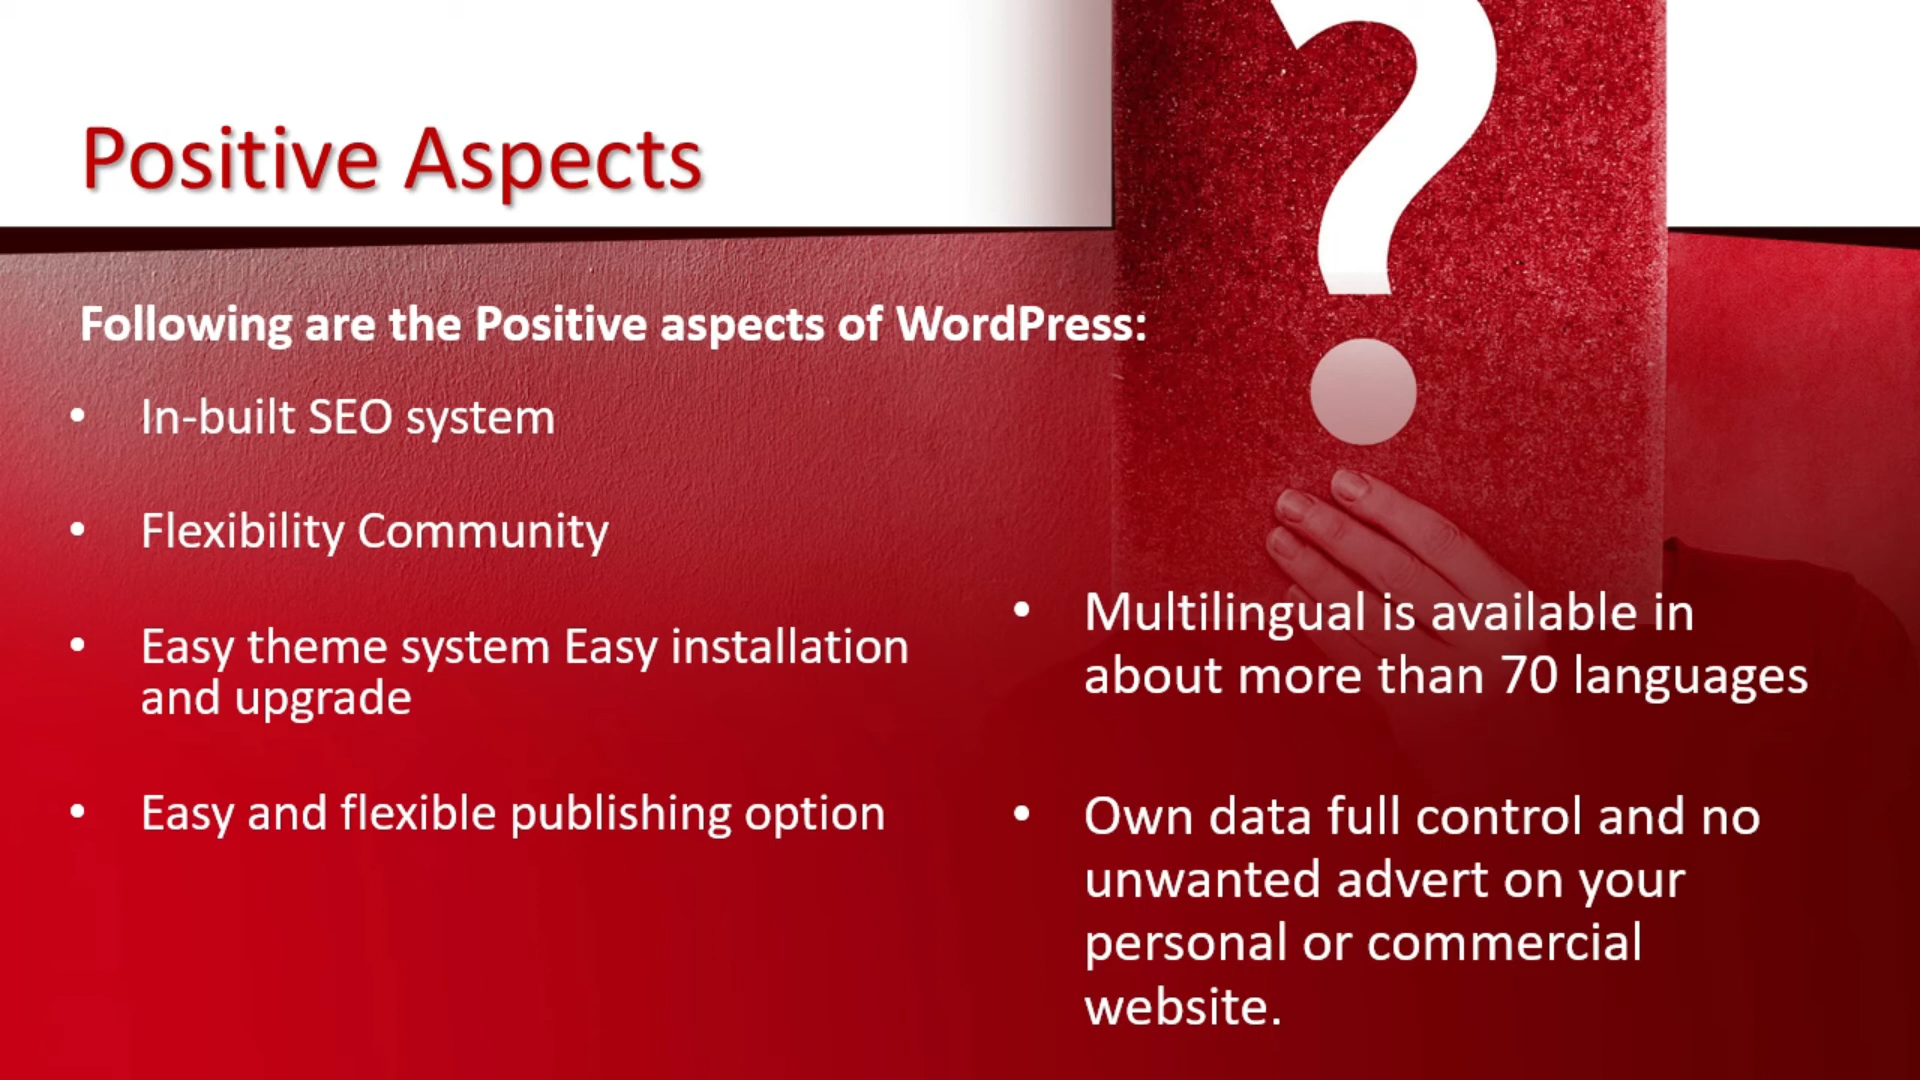 Positive Aspects
Following are the Positive aspects of WordPress:
• In-built SEO system
• Flexibility Community
• Easy theme system Easy installation
and upgrade
• Easy and flexible publishing option
• Multilingual is available in
about more than 70 languages
• Own data full control and no
unwanted advert on your
personal or commercial
website.
?